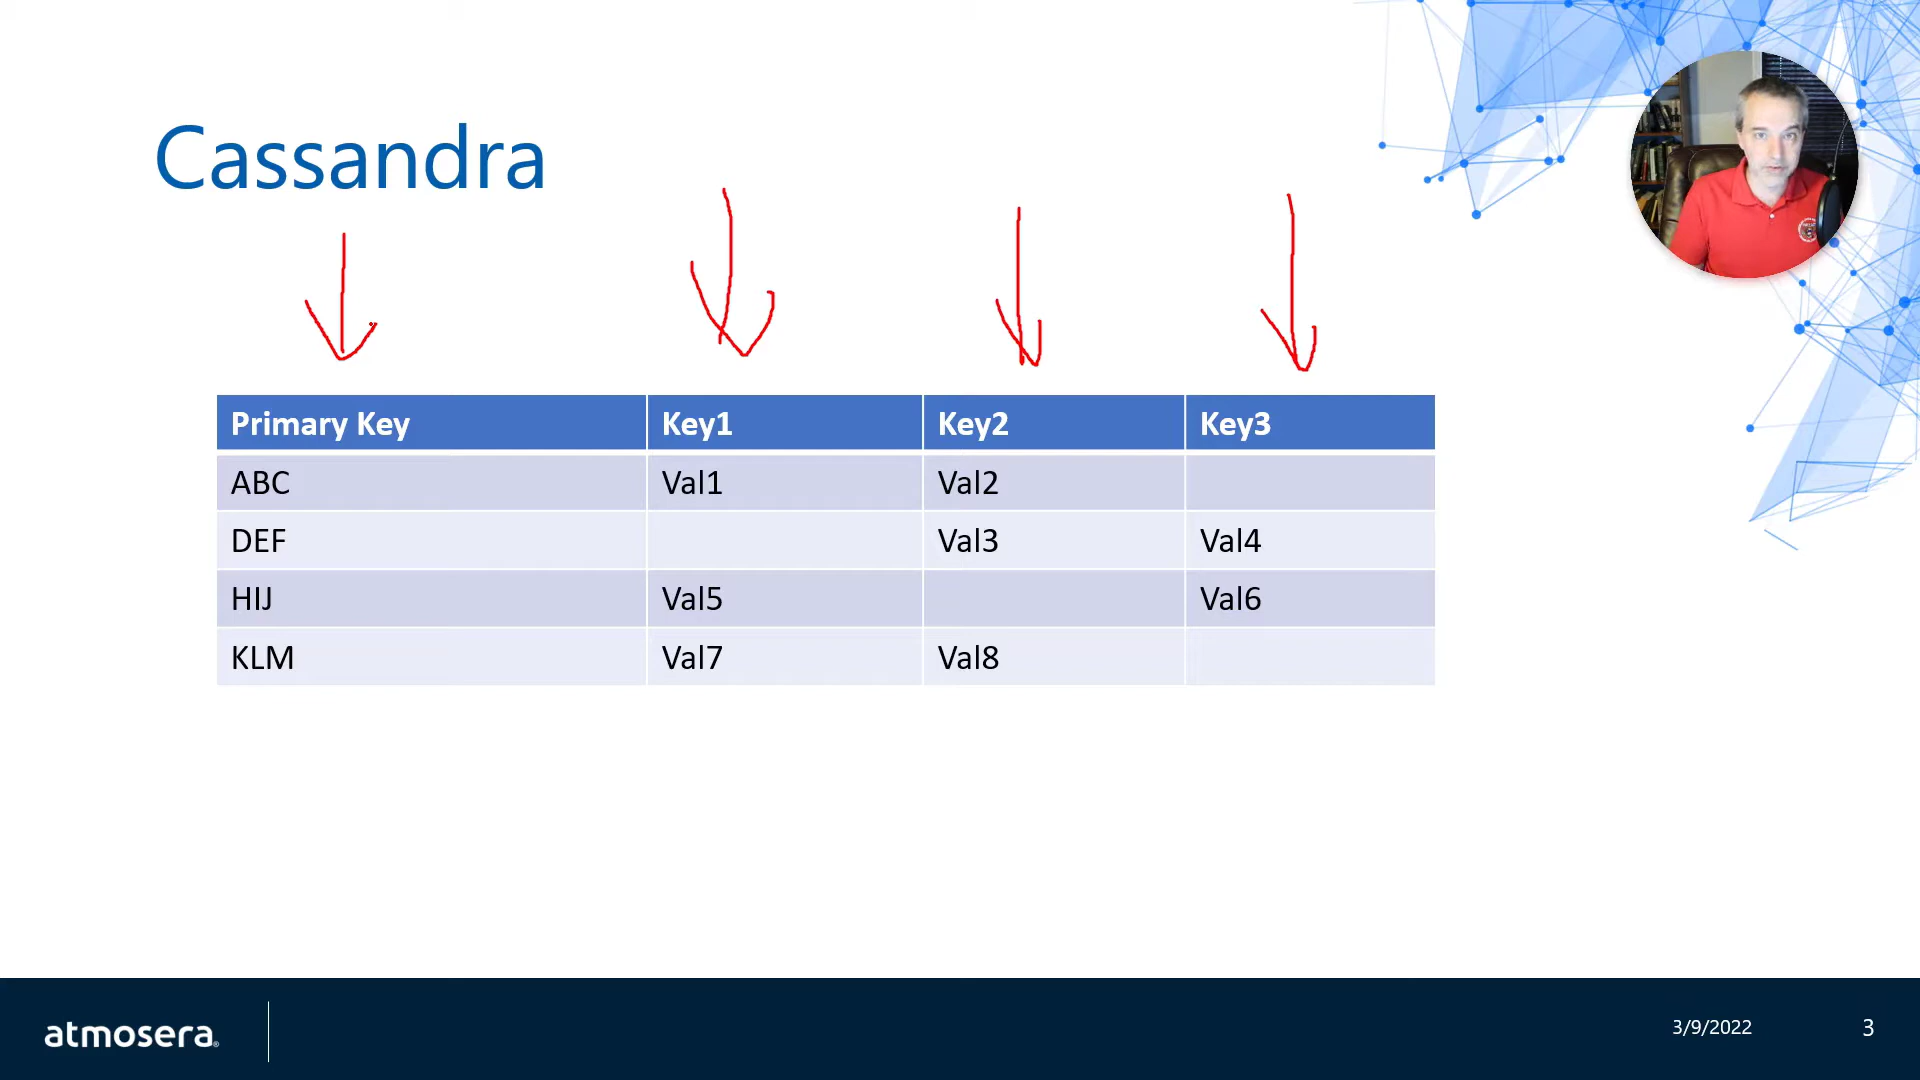 Cassandra
Primary Key Key1 Key2 Key3
ABC Val1 Val2
DEF Val3 Val4
HIJ Val5 Val6
KLM Val7 Val8
atmosera 3/9/2022 3